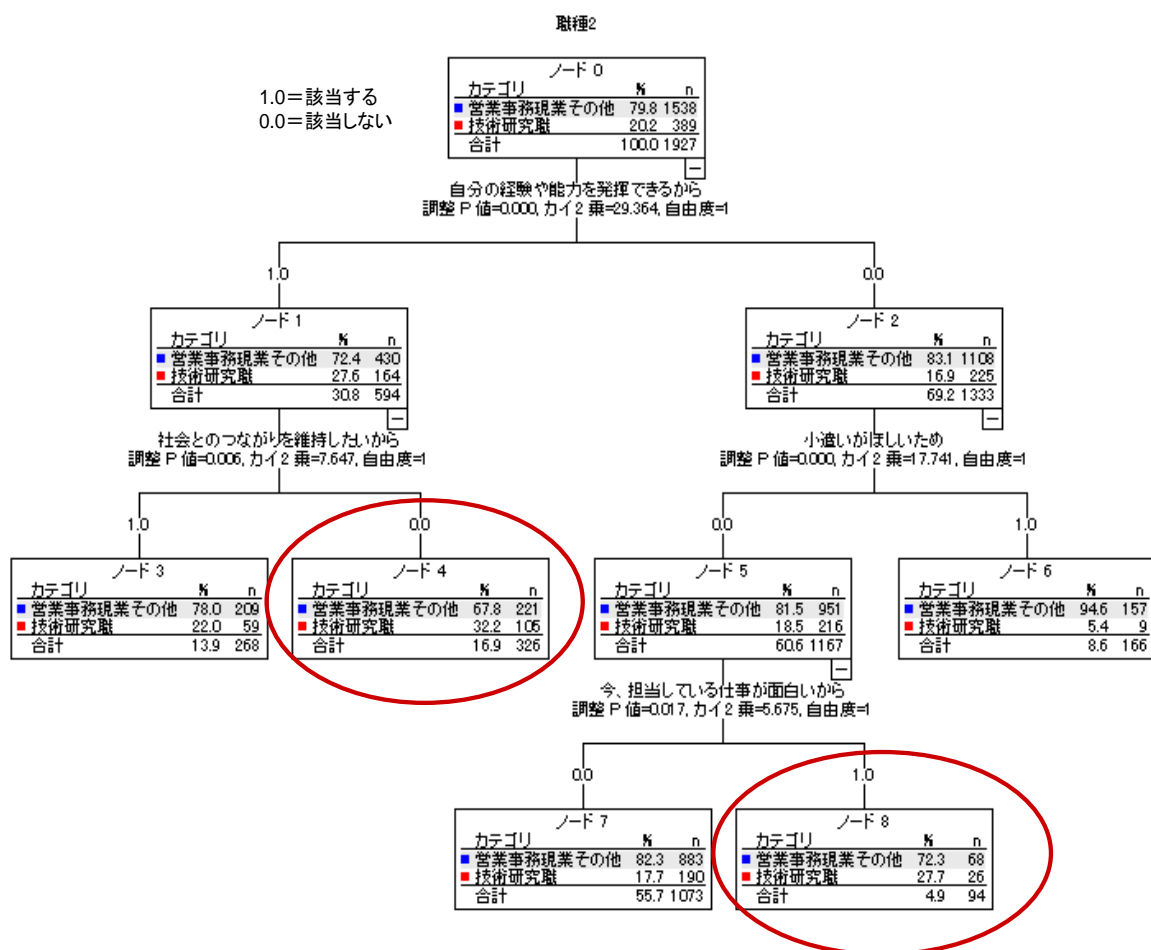 職種2
1.0＝該当する
0.0＝該当しない
ノード 0
カテゴリ % n
営業事務現業その他 79.8 1538
技術研究職 20.2 389
合計 100.0 1927
自分の経験や能力を発揮できるから
調整 P 値=0.000, カイ 2 乗=29.364, 自由度=1
1.0
0.0
ノード 1
カテゴリ % n
営業事務現業その他 72.4 430
技術研究職 27.6 164
合計 30.8 594
ノード 2
カテゴリ % n
営業事務現業その他 83.1 1108
技術研究職 16.9 225
合計 69.2 1333
社会とのつながりを維持したいから
調整 P 値=0.006, カイ 2 乗=7.647, 自由度=1
小遣いがほしいため
調整 P 値=0.000, カイ 2 乗=17.741, 自由度=1
1.0
0.0
0.0
1.0
ノード 3
カテゴリ % n
営業事務現業その他 78.0 209
技術研究職 22.0 59
合計 13.9 268
ノード 4
カテゴリ % n
営業事務現業その他 67.8 221
技術研究職 32.2 105
合計 16.9 326
ノード 5
カテゴリ % n
営業事務現業その他 81.5 951
技術研究職 18.5 216
合計 60.6 1167
ノード 6
カテゴリ % n
営業事務現業その他 94.6 157
技術研究職 5.4 9
合計 8.6 166
今、担当している仕事が面白いから
調整 P 値=0.017, カイ 2 乗=5.675, 自由度=1
0.0
1.0
ノード 7
カテゴリ % n
営業事務現業その他 82.3 883
技術研究職 17.7 190
合計 55.7 1073
ノード 8
カテゴリ % n
営業事務現業その他 72.3 68
技術研究職 27.7 26
合計 4.9 94